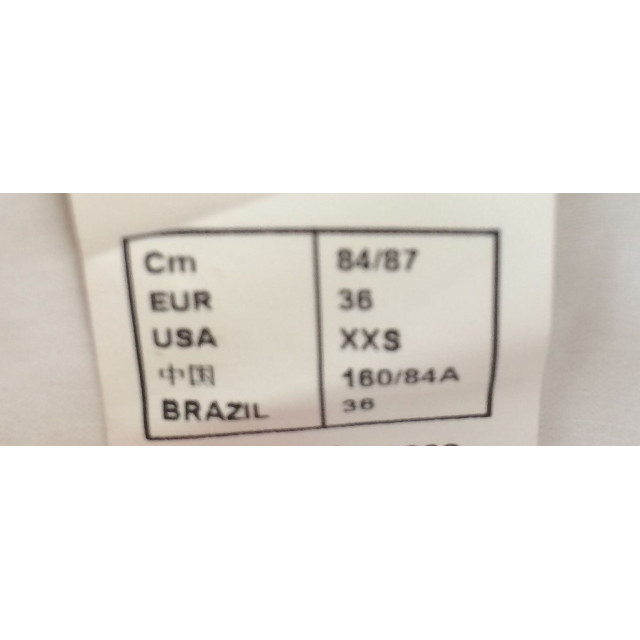 Cm 84/87
EUR 36
USA XXS
中国 160/84A
BRAZIL 36